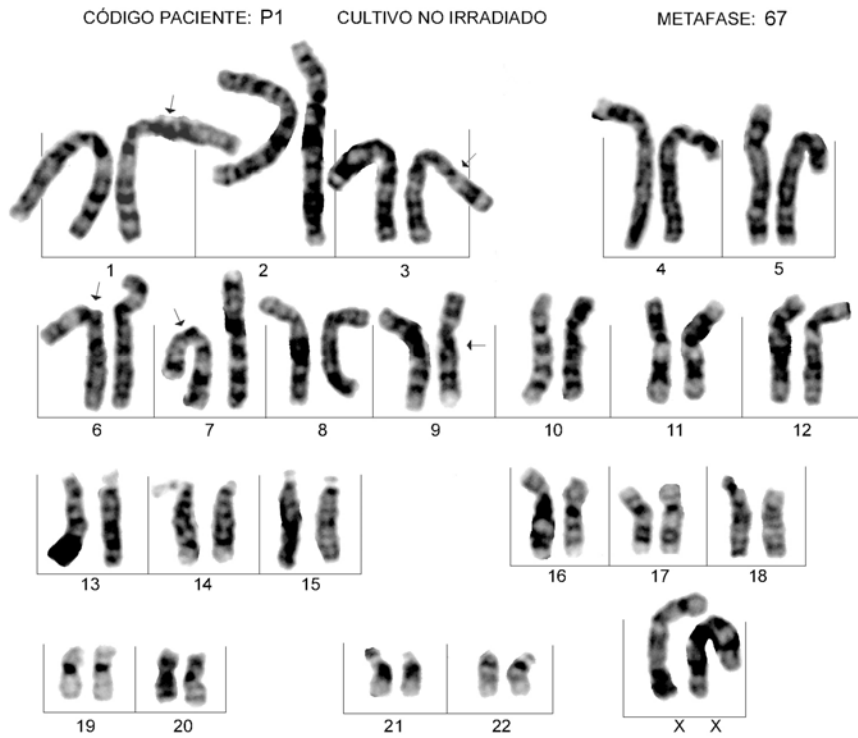 CÓDIGO PACIENTE: P1 CULTIVO NO IRRADIADO METAFASE: 67
1 2 3 4 5
6 7 8 9 10 11 12
13 14 15 16 17 18
19 20 21 22 X X